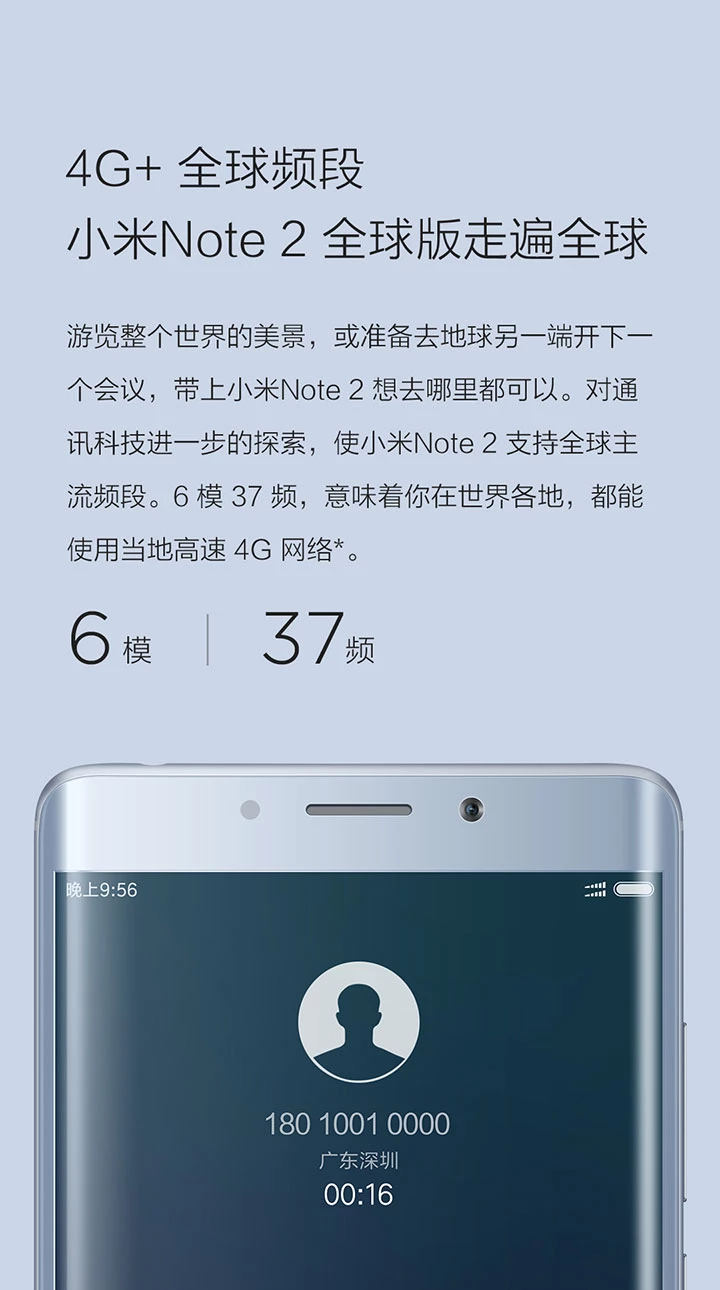 4G+ 全球频段
小米Note 2 全球版走遍全球
游览整个世界的美景，或准备去地球另一端开下一
个会议，带上小米Note 2 想去哪里都可以。对通
讯科技进一步的探索，使小米Note 2 支持全球主
流频段。6 模 37 频，意味着你在世界各地，都能
使用当地高速 4G 网络*。
6 模 | 37 频
晚上9:56
180 1001 0000
广东深圳
00:16